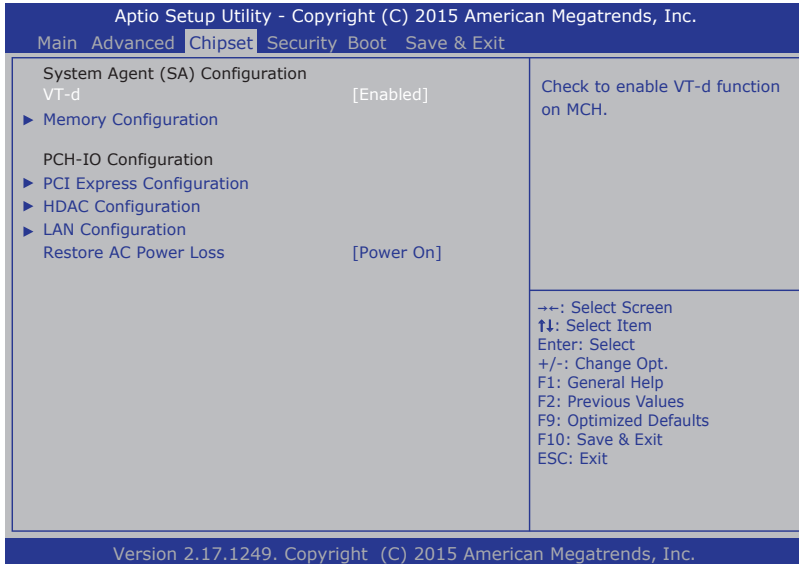 Aptio Setup Utility - Copyright (C) 2015 American Megatrends, Inc.
Main Advanced Chipset Security Boot Save & Exit
System Agent (SA) Configuration
VT-d [Enabled]
▶ Memory Configuration
PCH-IO Configuration
▶ PCI Express Configuration
▶ HDAC Configuration
▶ LAN Configuration
Restore AC Power Loss [Power On]
Check to enable VT-d function
on MCH.
→←: Select Screen
↑↓: Select Item
Enter: Select
+/-: Change Opt.
F1: General Help
F2: Previous Values
F9: Optimized Defaults
F10: Save & Exit
ESC: Exit
Version 2.17.1249. Copyright (C) 2015 American Megatrends, Inc.